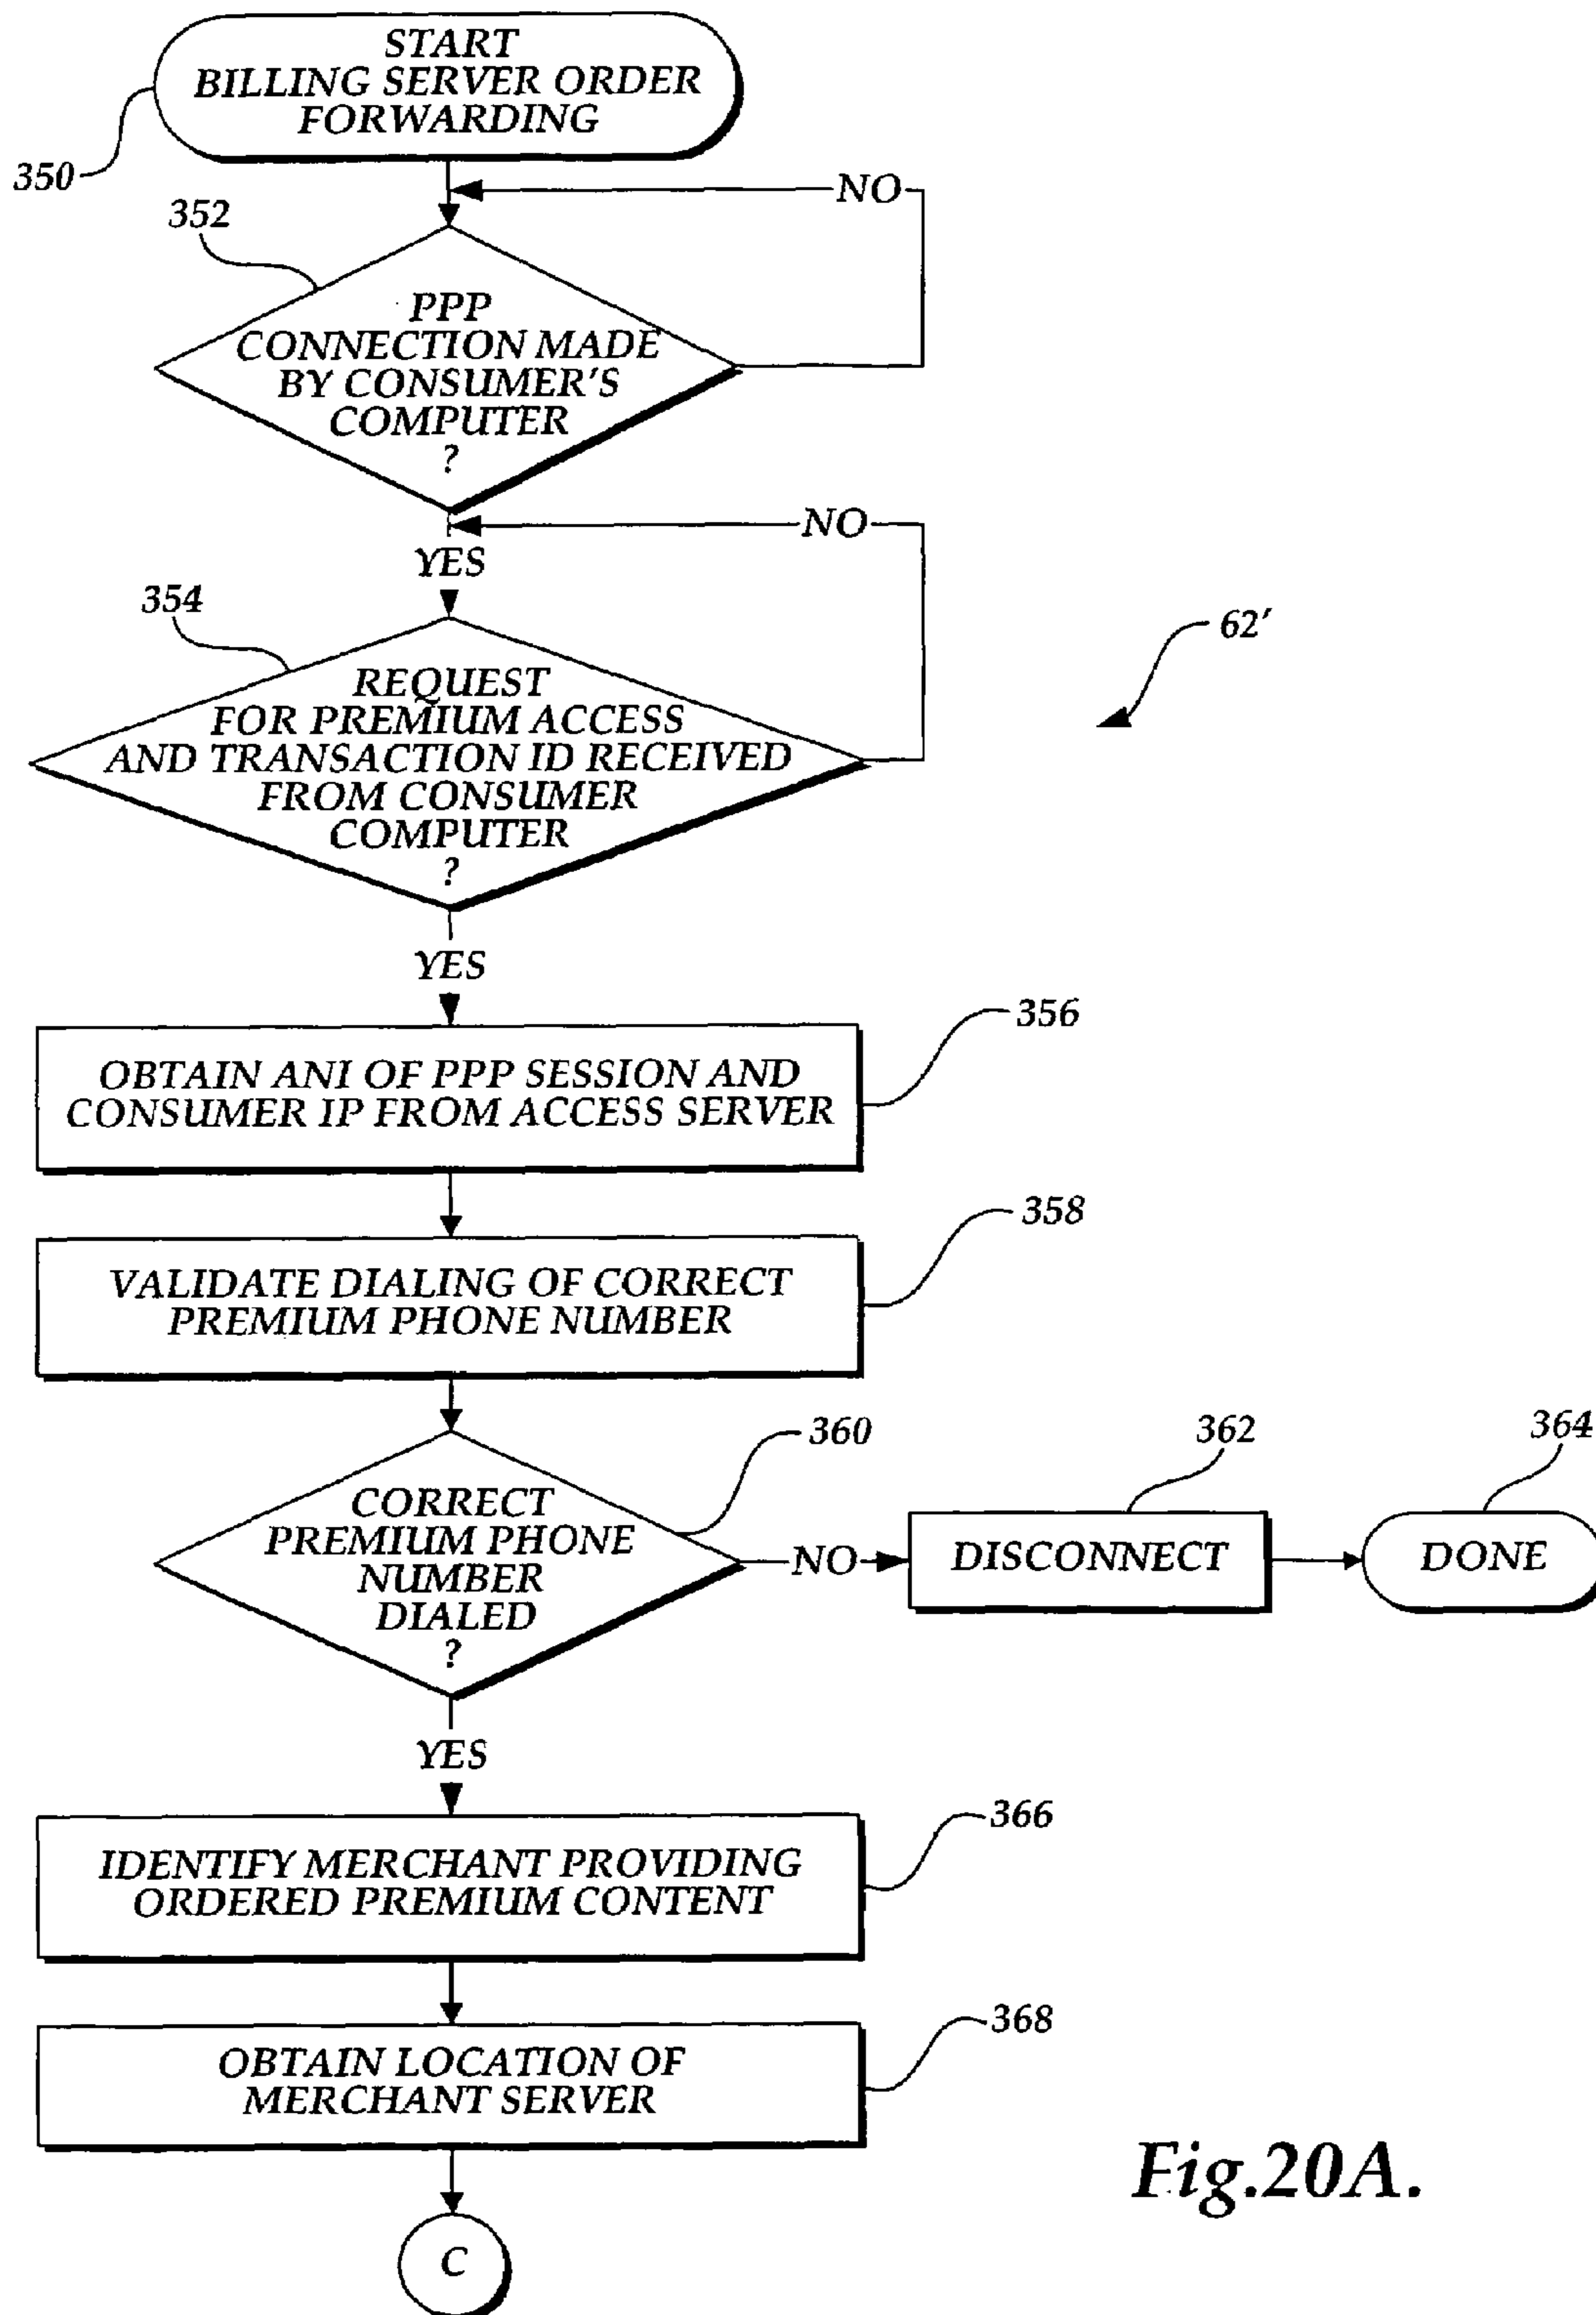 START
BILLING SERVER ORDER
FORWARDING
350
NO
352
PPP
CONNECTION MADE
BY CONSUMER'S
COMPUTER
?
NO
YES
354
62'
REQUEST
FOR PREMIUM ACCESS
AND TRANSACTION ID RECEIVED
FROM CONSUMER
COMPUTER
?
YES
356
OBTAIN ANI OF PPP SESSION AND
CONSUMER IP FROM ACCESS SERVER
358
VALIDATE DIALING OF CORRECT
PREMIUM PHONE NUMBER
360
362
364
CORRECT
PREMIUM PHONE
NUMBER
DIALED
?
NO
DISCONNECT
DONE
YES
366
IDENTIFY MERCHANT PROVIDING
ORDERED PREMIUM CONTENT
368
OBTAIN LOCATION OF
MERCHANT SERVER
C
Fig.20A.